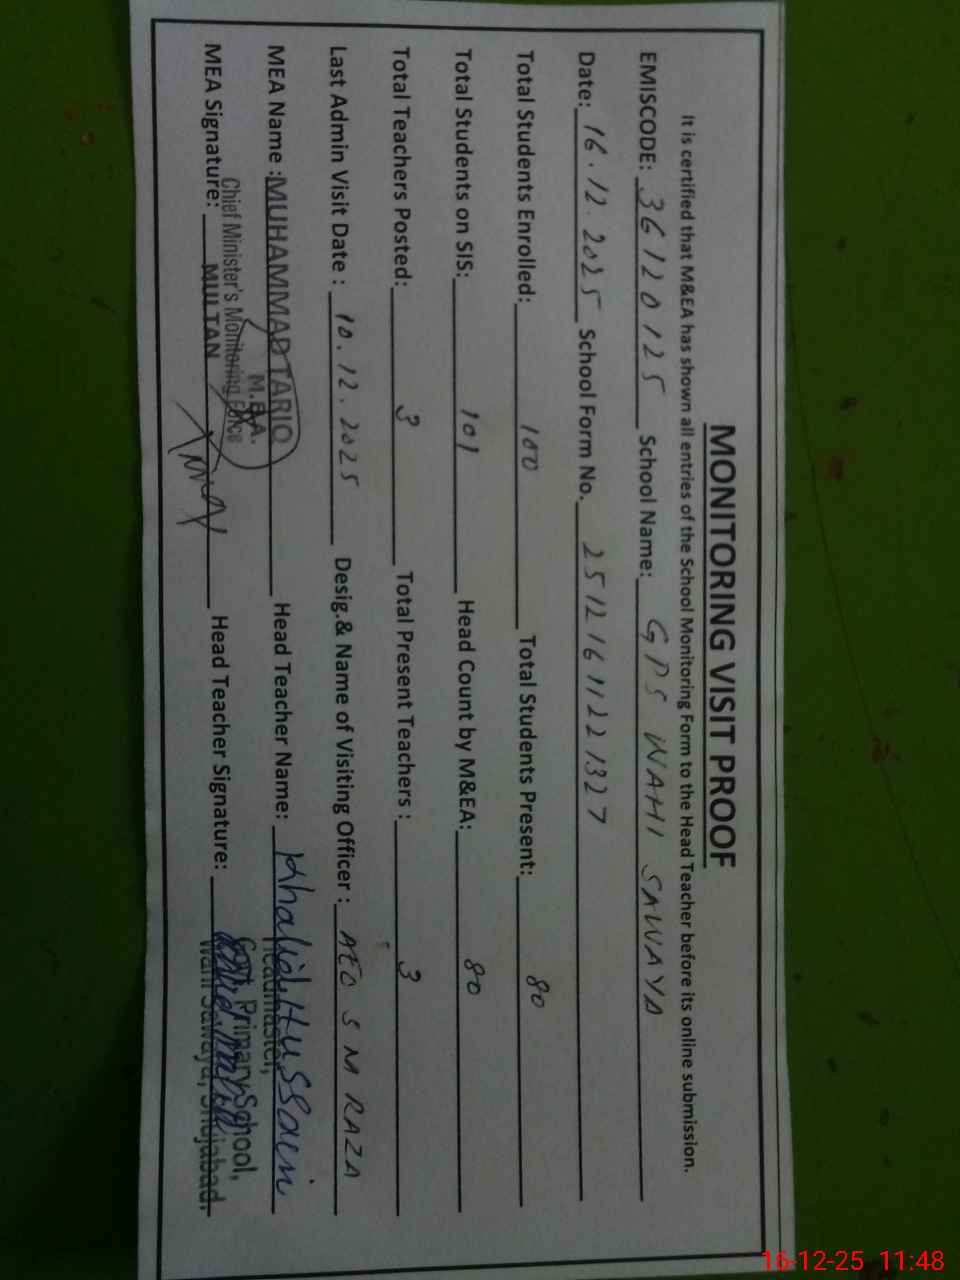 MONITORING VISIT PROOF
It is certified that M&EA has shown all entries of the School Monitoring Form to the Head Teacher before its online submission.
EMISCODE: 36120125 School Name: GPS WAHI SAWAYA
Date: 16.12.2025 School Form No. 25121611221327
Total Students Enrolled: 100 Total Students Present: 80
Total Students on SIS: 101 Head Count by M&EA: 80
Total Teachers Posted: 3 Total Present Teachers : 3
Last Admin Visit Date : 10.12.2025 Desig.& Name of Visiting Officer : AEO S M RAZA
MEA Name : MUHAMMAD TARIQ Head Teacher Name: Khalid Hussain
M.E.A. Headmaster,
Chief Minister's Monitoring Force Govt. Primary School,
MEA Signature: MULTAN Head Teacher Signature: Wahi Sawaya, Shujabad.
16-12-25 11:48